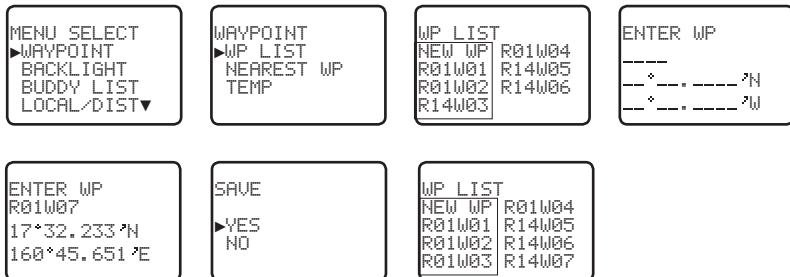 MENU SELECT
▶WAYPOINT
BACKLIGHT
BUDDY LIST
LOCAL/DIST▼
WAYPOINT
▶WP LIST
NEAREST WP
TEMP
WP LIST
NEW WP R01W04
R01W01 R14W05
R01W02 R14W06
R14W03
ENTER WP
____
__°__.____'N
__°__.____'W
ENTER WP
R01W07
17°32.233'N
160°45.651'E
SAVE
▶YES
NO
WP LIST
NEW WP R01W04
R01W01 R14W05
R01W02 R14W06
R01W03 R14W07